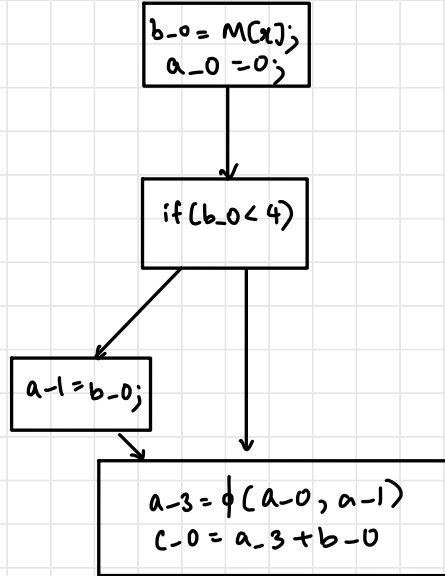 b_0 = M[x];
a_0 = 0;
if(b_0 < 4)
a_1 = b_0;
a_3 = ϕ(a_0, a_1)
c_0 = a_3 + b_0